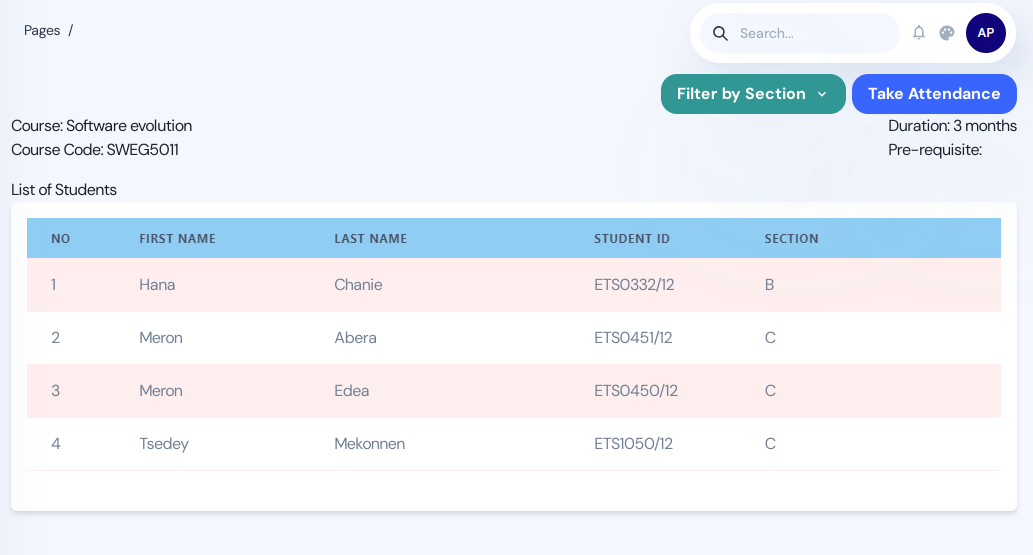 Pages /
Search...
AP
Filter by Section
Take Attendance
Course: Software evolution
Duration: 3 months
Course Code: SWEG5011
Pre-requisite:
List of Students
NO FIRST NAME LAST NAME STUDENT ID SECTION
1 Hana Chanie ETS0332/12 B
2 Meron Abera ETS0451/12 C
3 Meron Edea ETS0450/12 C
4 Tsedey Mekonnen ETS1050/12 C